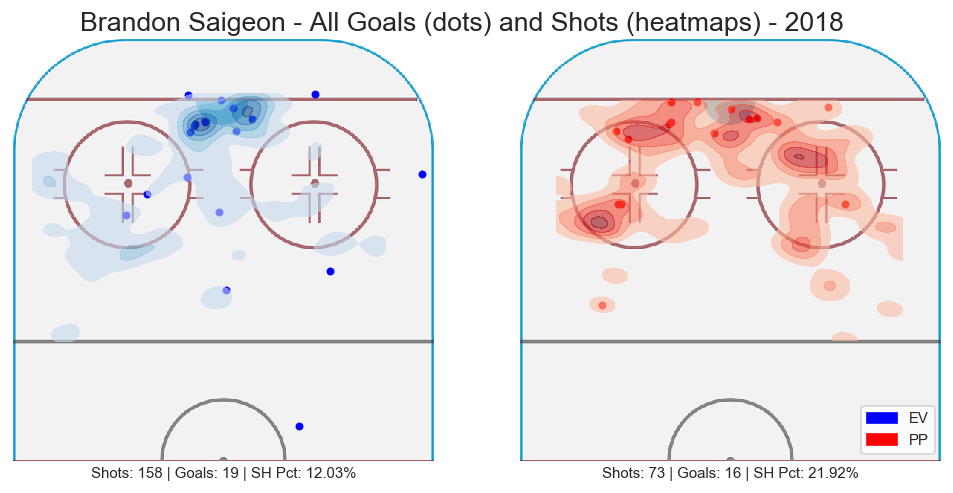 Brandon Saigeon - All Goals (dots) and Shots (heatmaps) - 2018
EV
PP
Shots: 158 | Goals: 19 | SH Pct: 12.03%
Shots: 73 | Goals: 16 | SH Pct: 21.92%